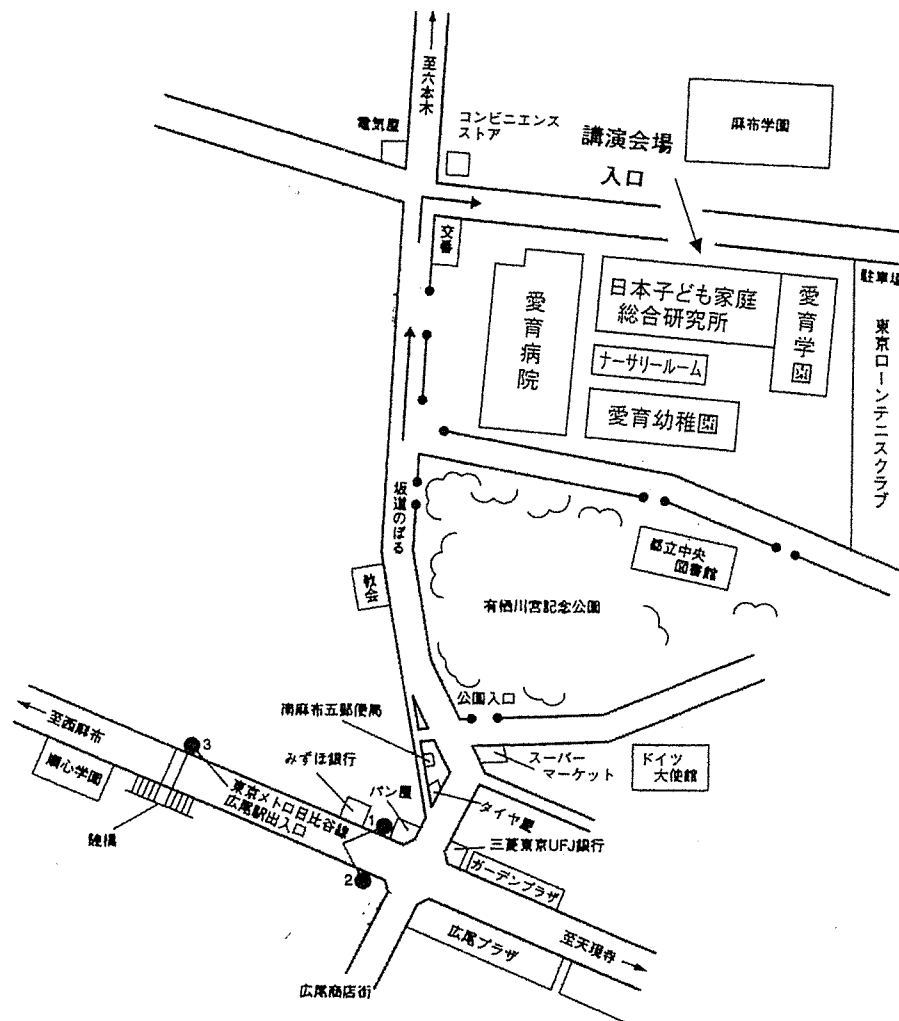 至六本木
電気屋
コンビニエンス
ストア
麻布学園
講演会場
入口
交番
愛育病院
日本子ども家庭
総合研究所
愛育学園
駐車場
東京ローンテニスクラブ
ナーサリールーム
愛育幼稚園
坂道のぼる
都立中央
図書館
教会
有栖川宮記念公園
公園入口
南麻布五郵便局
至西麻布
3
順心学園
みずほ銀行
パン屋
スーパー
マーケット
ドイツ
大使館
東京メトロ日比谷線
広尾駅出入口
1
タイヤ屋
三菱東京UFJ銀行
陸橋
2
ガーデンプラザ
広尾プラザ
至天現寺
広尾商店街